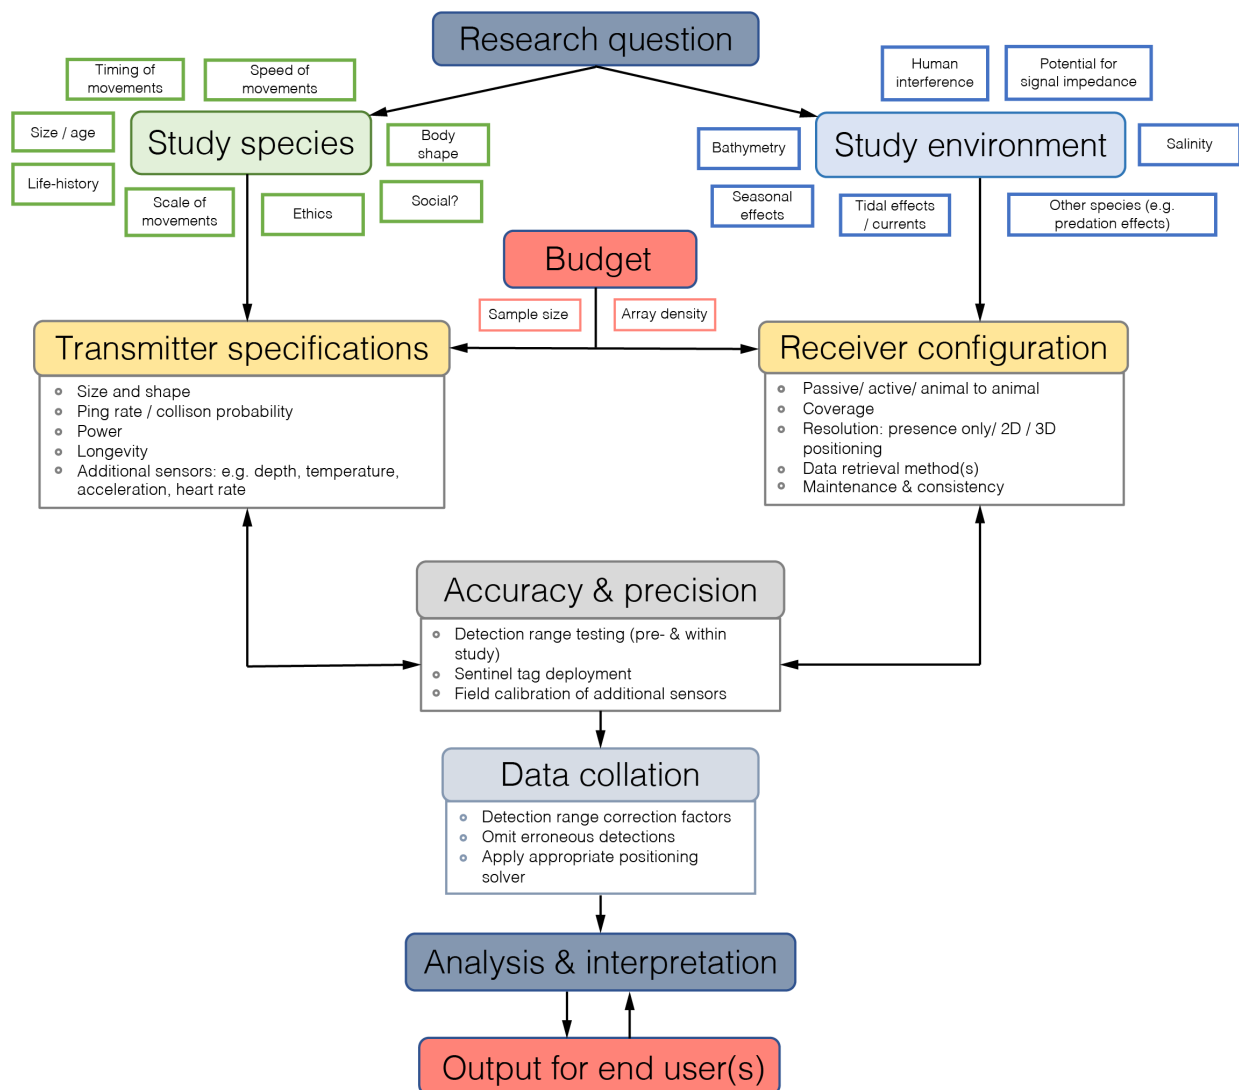 Research question
Timing of
movements
Speed of
movements
Size / age
Study species
Body
shape
Life-history
Scale of
movements
Ethics
Social?
Human
interference
Potential for
signal impedance
Bathymetry
Study environment
Salinity
Seasonal
effects
Tidal effects
/ currents
Other species (e.g.
predation effects)
Budget
Sample size
Array density
Transmitter specifications
Size and shape
Ping rate / collison probability
Power
Longevity
Additional sensors: e.g. depth, temperature,
acceleration, heart rate
Receiver configuration
Passive/ active/ animal to animal
Coverage
Resolution: presence only/ 2D / 3D
positioning
Data retrieval method(s)
Maintenance & consistency
Accuracy & precision
Detection range testing (pre- & within
study)
Sentinel tag deployment
Field calibration of additional sensors
Data collation
Detection range correction factors
Omit erroneous detections
Apply appropriate positioning
solver
Analysis & interpretation
Output for end user(s)